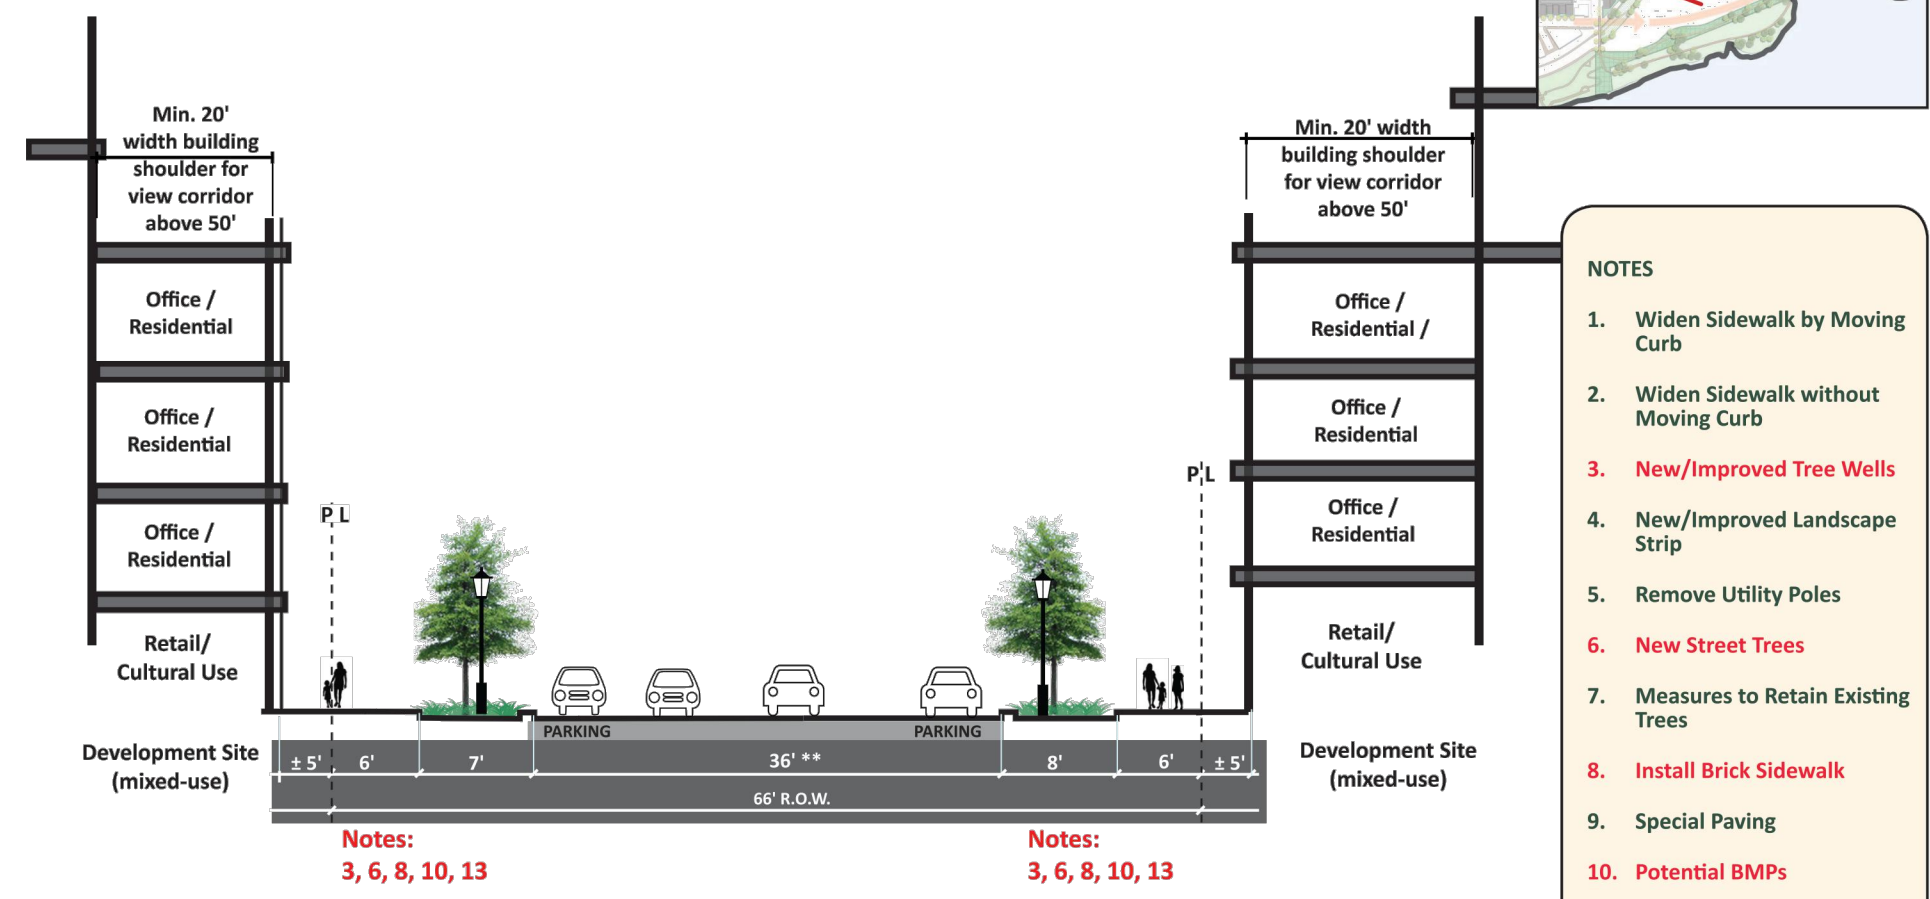 Min. 20'
width building
shoulder for
view corridor
above 50'
Min. 20' width
building shoulder
for view corridor
above 50'
Office /
Residential
Office /
Residential
Office /
Residential
Retail/
Cultural Use
Office /
Residential /
Office /
Residential
Office /
Residential
Retail/
Cultural Use
P L
P L
PARKING
PARKING
Development Site
(mixed-use)
± 5'
6'
7'
36' **
8'
6'
± 5'
66' R.O.W.
Development Site
(mixed-use)
Notes:
3, 6, 8, 10, 13
Notes:
3, 6, 8, 10, 13
NOTES
1. Widen Sidewalk by Moving
Curb
2. Widen Sidewalk without
Moving Curb
3. New/Improved Tree Wells
4. New/Improved Landscape
Strip
5. Remove Utility Poles
6. New Street Trees
7. Measures to Retain Existing
Trees
8. Install Brick Sidewalk
9. Special Paving
10. Potential BMPs